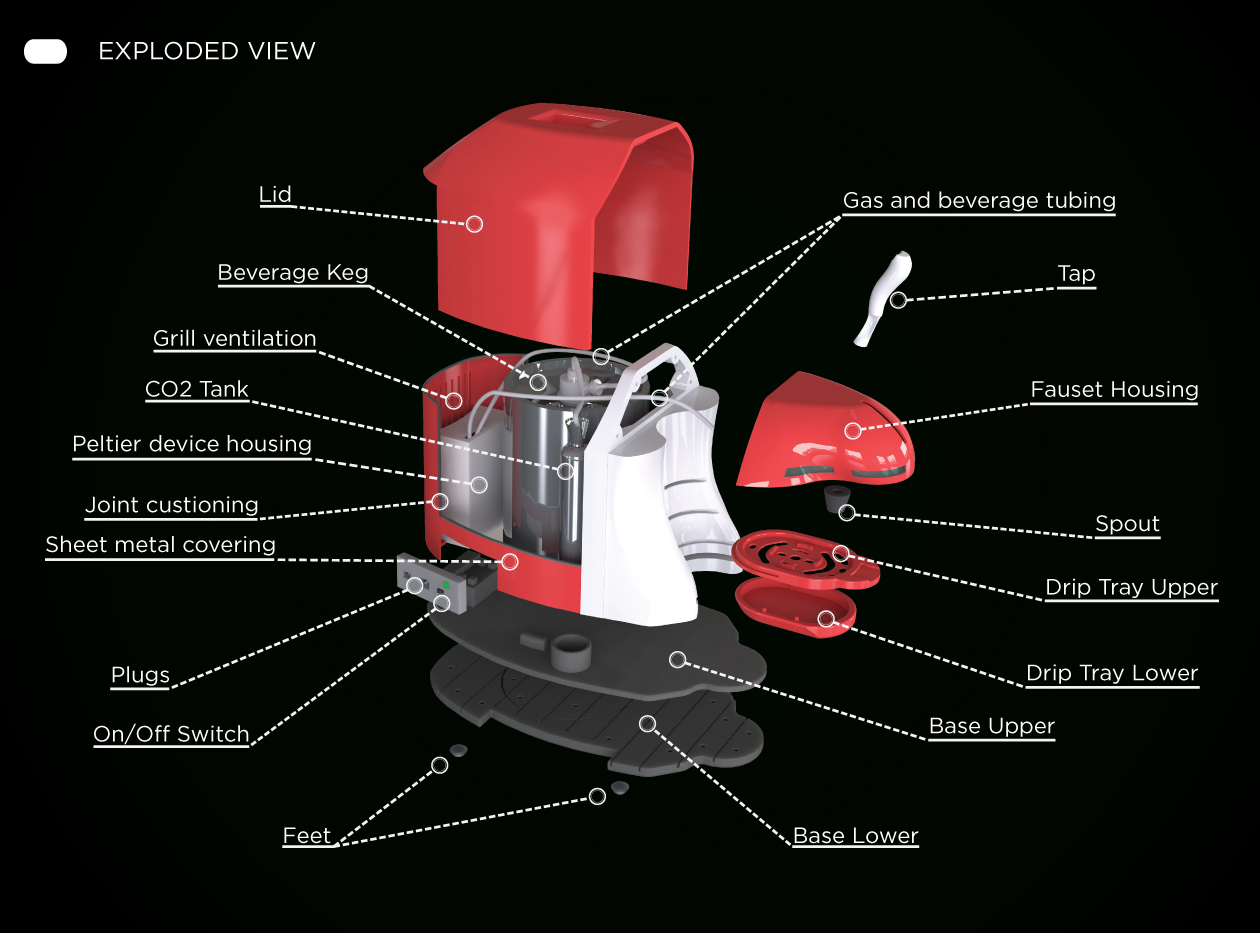 EXPLODED VIEW
Lid
Gas and beverage tubing
Beverage Keg
Tap
Grill ventilation
CO2 Tank
Fauset Housing
Peltier device housing
Joint custioning
Spout
Sheet metal covering
Drip Tray Upper
Plugs
Drip Tray Lower
On/Off Switch
Base Upper
Feet
Base Lower